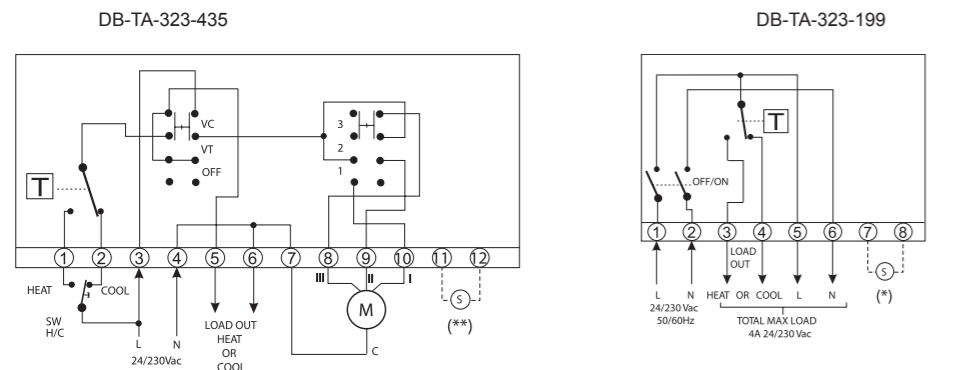 DB-TA-323-435
DB-TA-323-199
VC
VT
OFF
3
2
1
T
1 2 3 4 5 6 7 8 9 10 11 12
HEAT
COOL
SW
H/C
L
N
24/230Vac
LOAD OUT
HEAT
OR
COOL
III
II
I
M
C
S
(**)
T
OFF/ON
1 2 3 4 5 6 7 8
LOAD
OUT
L N HEAT OR COOL L N
24/230 Vac
50/60Hz
TOTAL MAX LOAD
4A 24/230 Vac
S
(*)